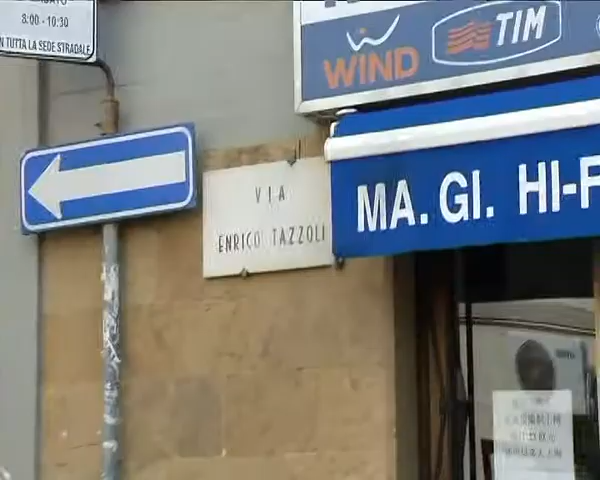 8:00 - 10:30
IN TUTTA LA SEDE STRADALE
WIND
TIM
VIA
ENRICO TAZZOLI
MA. GI. HI-F